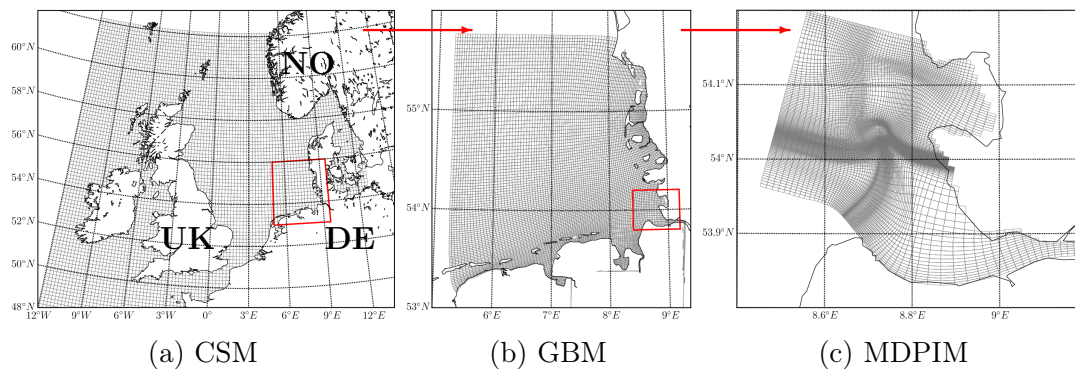 60°N
58°N
56°N
54°N
52°N
50°N
48°N
12°W
9°W
6°W
3°W
0°E
3°E
6°E
9°E
12°E
NO
UK
DE
55°N
54°N
53°N
6°E
7°E
8°E
9°E
54.1°N
54°N
53.9°N
8.6°E
8.8°E
9°E
(a) CSM
(b) GBM
(c) MDPIM